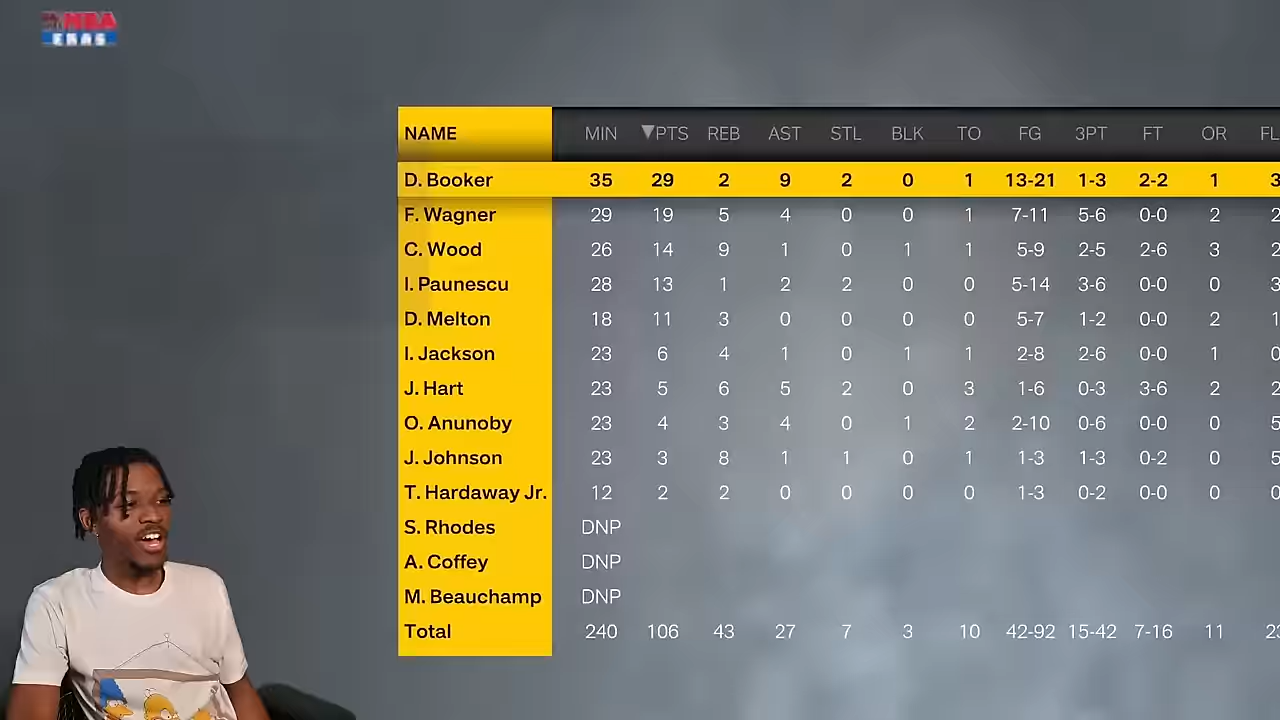 MY NBA
ERAS
NAME MIN ▼PTS REB AST STL BLK TO FG 3PT FT OR FL
D. Booker 35 29 2 9 2 0 1 13-21 1-3 2-2 1 3
F. Wagner 29 19 5 4 0 0 1 7-11 5-6 0-0 2 2
C. Wood 26 14 9 1 0 1 1 5-9 2-5 2-6 3 2
I. Paunescu 28 13 1 2 2 0 0 5-14 3-6 0-0 0 3
D. Melton 18 11 3 0 0 0 0 5-7 1-2 0-0 2 1
I. Jackson 23 6 4 1 0 1 1 2-8 2-6 0-0 1 0
J. Hart 23 5 6 5 2 0 3 1-6 0-3 3-6 2 2
O. Anunoby 23 4 3 4 0 1 2 2-10 0-6 0-0 0 5
J. Johnson 23 3 8 1 1 0 1 1-3 1-3 0-2 0 5
T. Hardaway Jr. 12 2 2 0 0 0 0 1-3 0-2 0-0 0 0
S. Rhodes DNP
A. Coffey DNP
M. Beauchamp DNP
Total 240 106 43 27 7 3 10 42-92 15-42 7-16 11 23